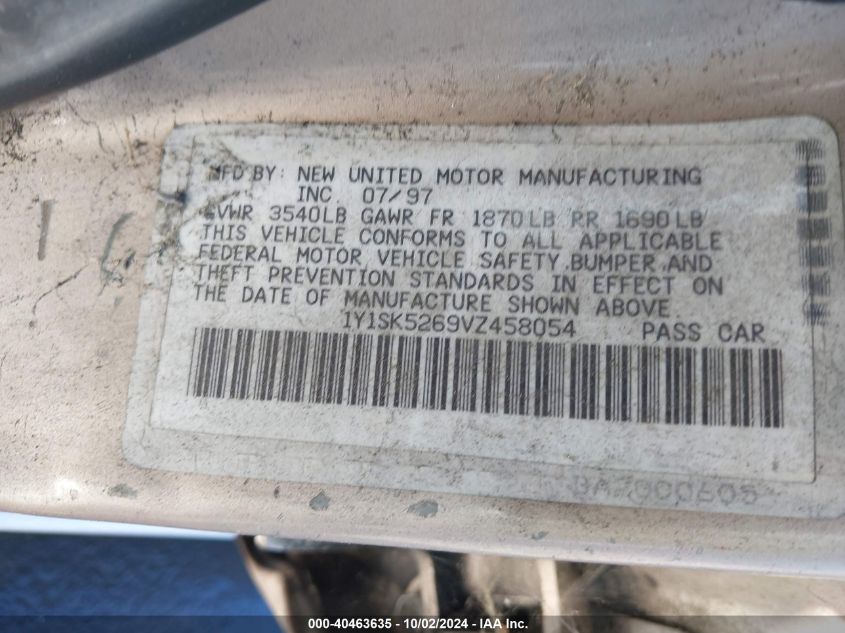 MFD BY: NEW UNITED MOTOR MANUFACTURING
INC. 07/97
GVWR 3540LB GAWR FR 1870LB RR 1690LB
THIS VEHICLE CONFORMS TO ALL APPLICABLE
FEDERAL MOTOR VEHICLE SAFETY,BUMPER,AND
THEFT PREVENTION STANDARDS IN EFFECT ON
THE DATE OF MANUFACTURE SHOWN ABOVE.
1Y1SK5269VZ458054 PASS CAR
000-40463635 - 10/02/2024 - IAA Inc.